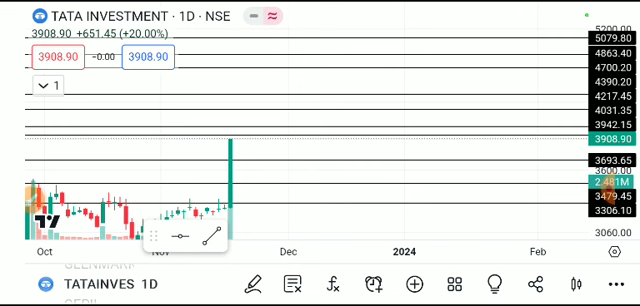 TATA INVESTMENT · 1D · NSE
3908.90 +651.45 (+20.00%)
3908.90 −0.00 3908.90
1
5200.00
5079.80
4863.40
4700.20
4390.20
4217.45
4031.35
3942.15
3908.90
3693.65
3600.00
2.481M
3479.45
3306.10
3060.00
Oct Nov Dec 2024 Feb
GLENMARK
TATAINVES 1D